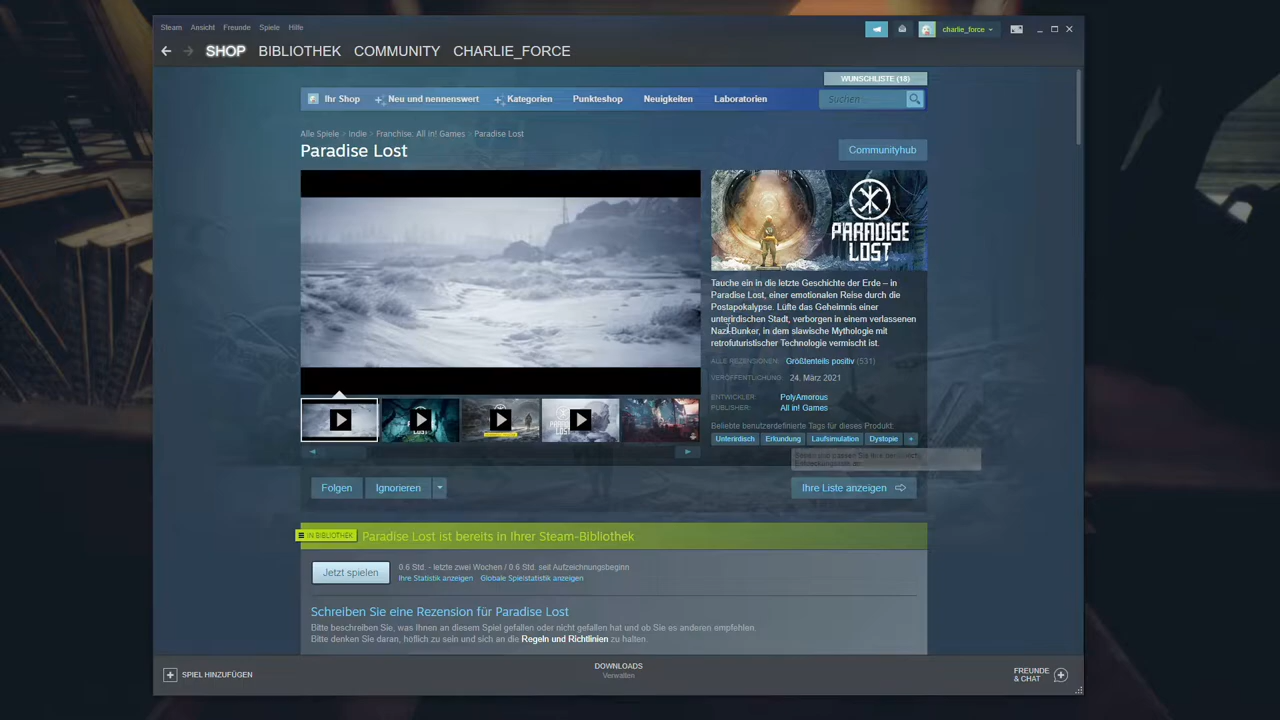 Steam Ansicht Freunde Spiele Hilfe
charlie_force
SHOP BIBLIOTHEK COMMUNITY CHARLIE_FORCE
WUNSCHLISTE (18)
Ihr Shop Neu und nennenswert Kategorien Punkteshop Neuigkeiten Laboratorien Suchen
Alle Spiele > Indie > Franchise: All in! Games > Paradise Lost
Paradise Lost
Communityhub
PARADISE
LOST
Tauche ein in die letzte Geschichte der Erde – in
Paradise Lost, einer emotionalen Reise durch die
Postapokalypse. Lüfte das Geheimnis einer
unterirdischen Stadt, verborgen in einem verlassenen
Nazi-Bunker, in dem slawische Mythologie mit
retrofuturistischer Technologie vermischt ist.
ALLE REZENSIONEN: Größtenteils positiv (531)
VERÖFFENTLICHUNG: 24. März 2021
ENTWICKLER: PolyAmorous
PUBLISHER: All in! Games
Beliebte benutzerdefinierte Tags für dieses Produkt:
Unterirdisch Erkundung Laufsimulation Dystopie +
Folgen Ignorieren Ihre Liste anzeigen
IN BIBLIOTHEK Paradise Lost ist bereits in Ihrer Steam-Bibliothek
Jetzt spielen
0.6 Std. - letzte zwei Wochen / 0.6 Std. seit Aufzeichnungsbeginn
Ihre Statistik anzeigen Globale Spielstatistik anzeigen
Schreiben Sie eine Rezension für Paradise Lost
Bitte beschreiben Sie, was Ihnen an diesem Spiel gefallen oder nicht gefallen hat und ob Sie es anderen empfehlen.
Bitte denken Sie daran, höflich zu sein und sich an die Regeln und Richtlinien zu halten.
SPIEL HINZUFÜGEN
DOWNLOADS
Verwalten
FREUNDE
& CHAT